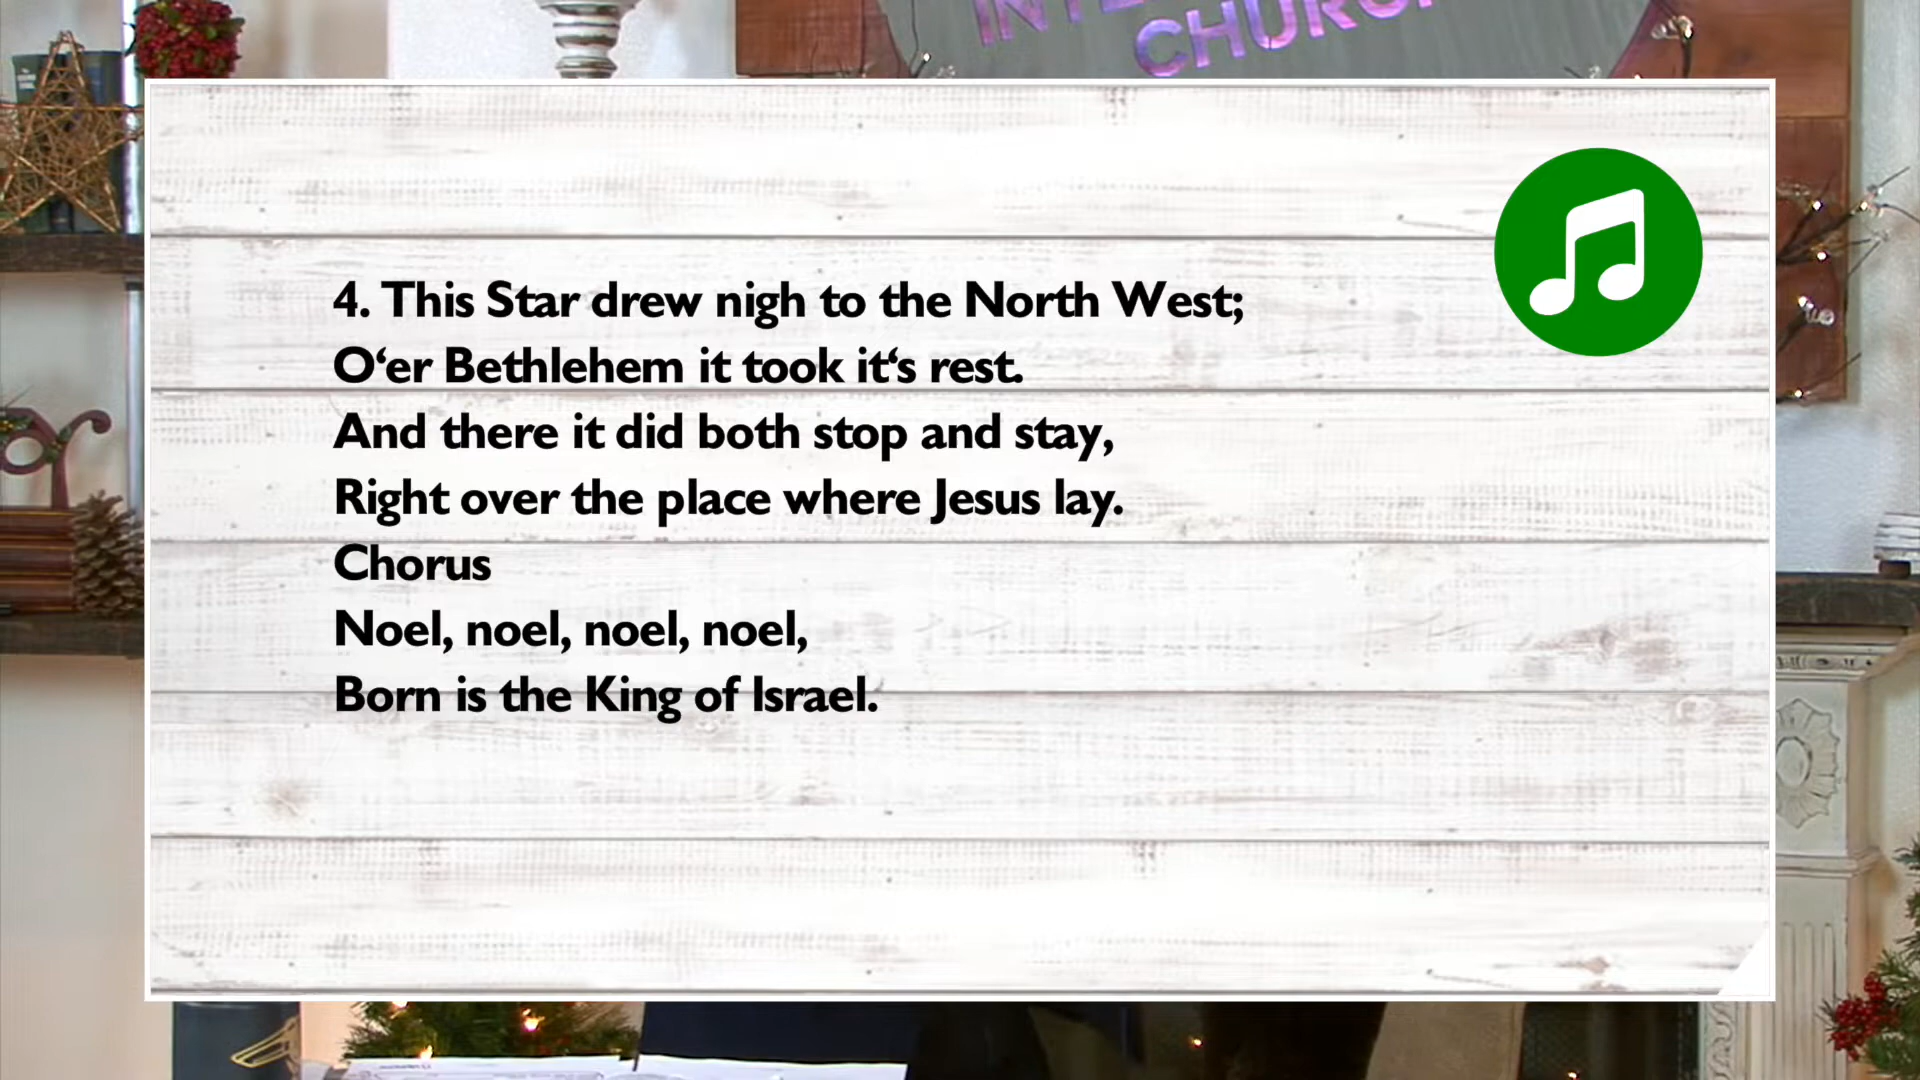 CHURCH
4. This Star drew nigh to the North West;
O‘er Bethlehem it took it‘s rest.
And there it did both stop and stay,
Right over the place where Jesus lay.
Chorus
Noel, noel, noel, noel,
Born is the King of Israel.